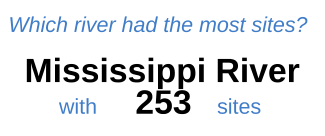 Which river had the most sites?
Mississippi River
with 253 sites